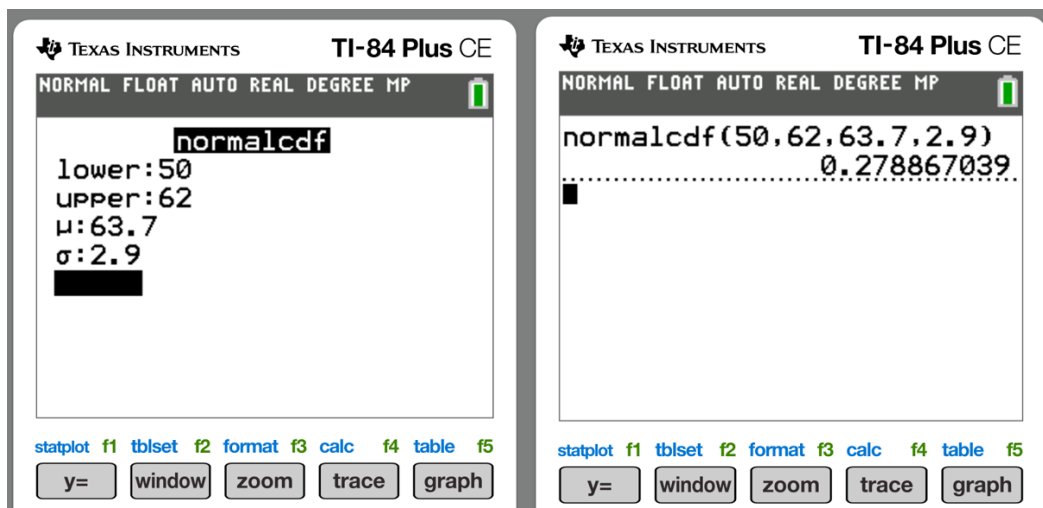 TEXAS INSTRUMENTS TI-84 Plus CE
NORMAL FLOAT AUTO REAL DEGREE MP
normalcdf
lower:50
upper:62
μ:63.7
σ:2.9
statplot f1 tblset f2 format f3 calc f4 table f5
y= window zoom trace graph
TEXAS INSTRUMENTS TI-84 Plus CE
NORMAL FLOAT AUTO REAL DEGREE MP
normalcdf(50,62,63.7,2.9)
0.278867039
statplot f1 tblset f2 format f3 calc f4 table f5
y= window zoom trace graph